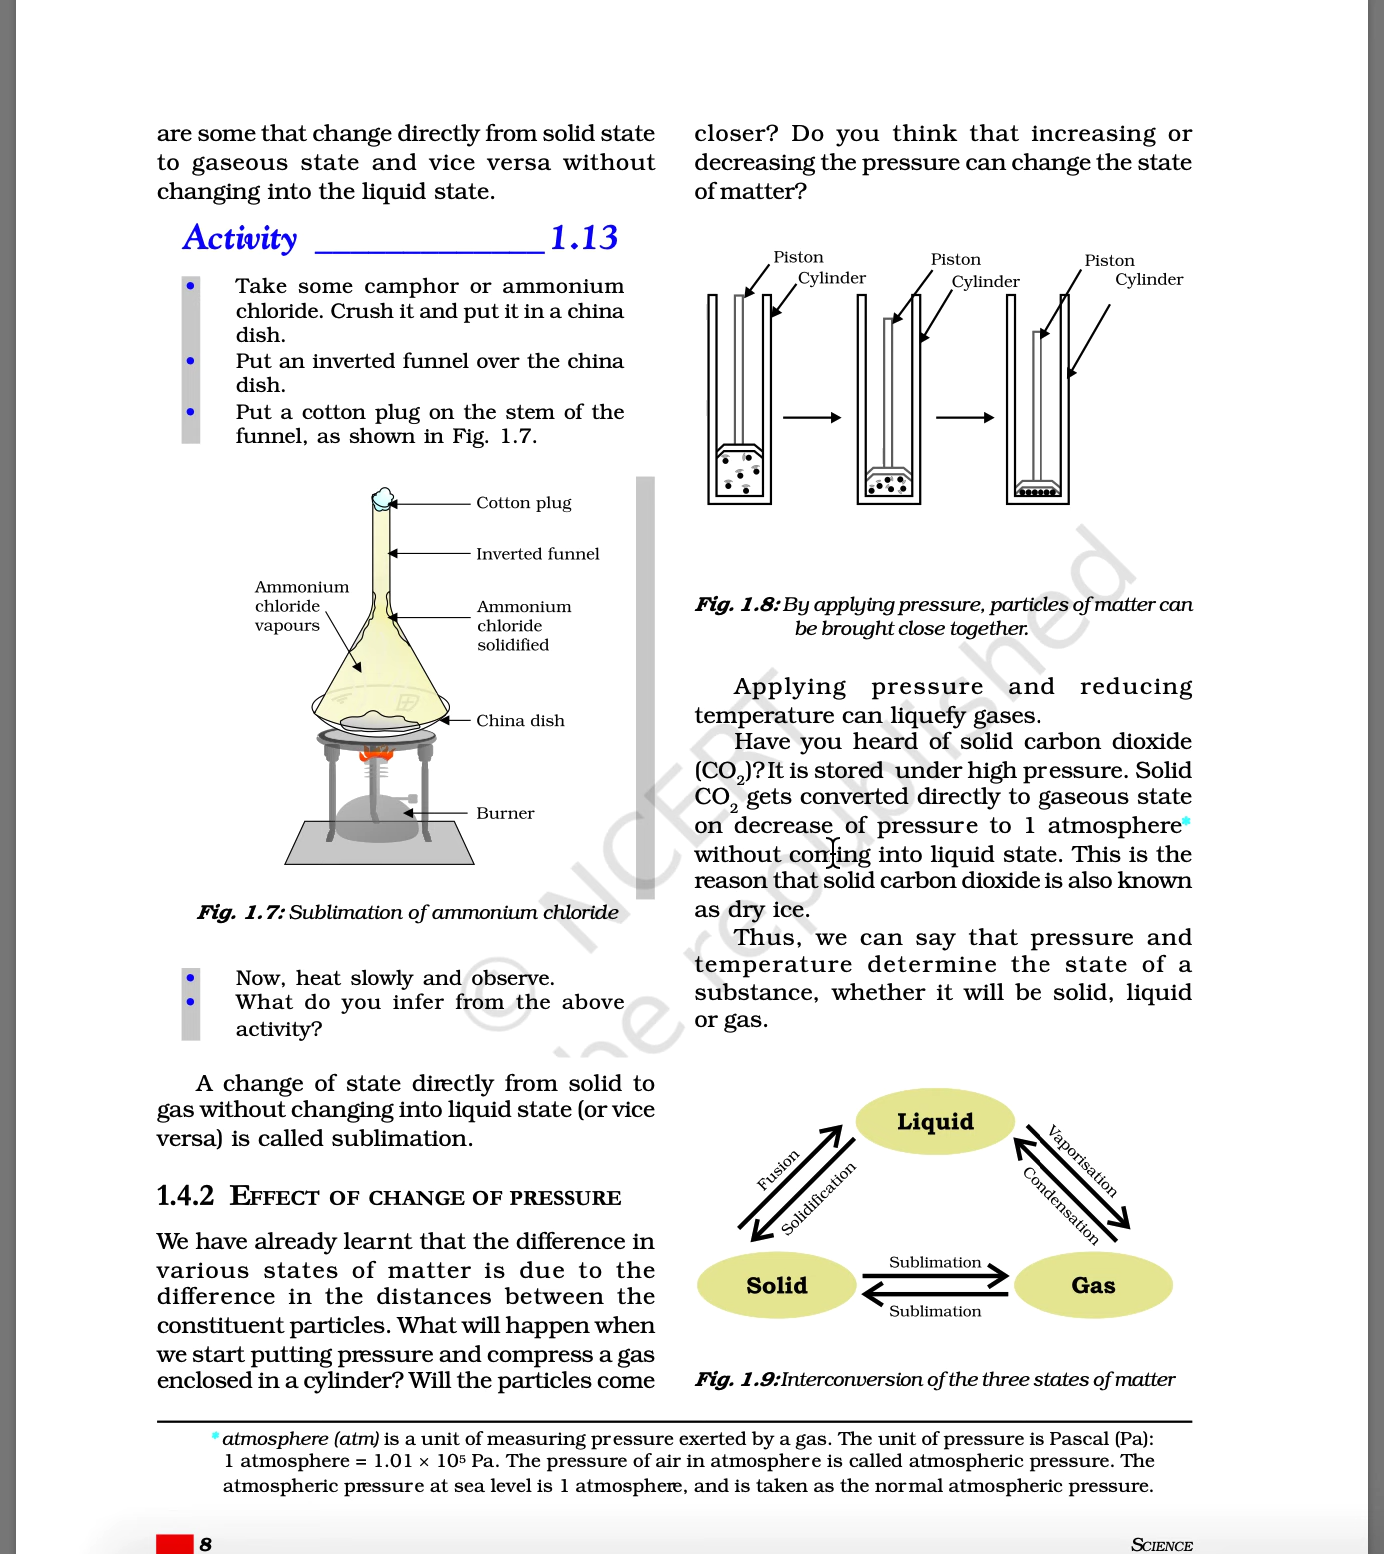 are some that change directly from solid state
to gaseous state and vice versa without
changing into the liquid state.
Activity _____________ 1.13
• Take some camphor or ammonium
chloride. Crush it and put it in a china
dish.
• Put an inverted funnel over the china
dish.
• Put a cotton plug on the stem of the
funnel, as shown in Fig. 1.7.
Cotton plug
Inverted funnel
Ammonium
chloride
vapours
Ammonium
chloride
solidified
China dish
Burner
Fig. 1.7: Sublimation of ammonium chloride
• Now, heat slowly and observe.
• What do you infer from the above
activity?
A change of state directly from solid to
gas without changing into liquid state (or vice
versa) is called sublimation.
1.4.2 EFFECT OF CHANGE OF PRESSURE
We have already learnt that the difference in
various states of matter is due to the
difference in the distances between the
constituent particles. What will happen when
we start putting pressure and compress a gas
enclosed in a cylinder? Will the particles come
closer? Do you think that increasing or
decreasing the pressure can change the state
of matter?
Piston
Cylinder
Piston
Cylinder
Piston
Cylinder
Fig. 1.8: By applying pressure, particles of matter can
be brought close together.
Applying pressure and reducing
temperature can liquefy gases.
Have you heard of solid carbon dioxide
(CO₂)? It is stored under high pressure. Solid
CO₂ gets converted directly to gaseous state
on decrease of pressure to 1 atmosphere*
without coming into liquid state. This is the
reason that solid carbon dioxide is also known
as dry ice.
Thus, we can say that pressure and
temperature determine the state of a
substance, whether it will be solid, liquid
or gas.
Liquid
Fusion
Solidification
Vaporisation
Condensation
Solid
Sublimation
Sublimation
Gas
Fig. 1.9: Interconversion of the three states of matter
* atmosphere (atm) is a unit of measuring pressure exerted by a gas. The unit of pressure is Pascal (Pa):
1 atmosphere = 1.01 × 10⁵ Pa. The pressure of air in atmosphere is called atmospheric pressure. The
atmospheric pressure at sea level is 1 atmosphere, and is taken as the normal atmospheric pressure.
8
SCIENCE
© NCERT
be republished